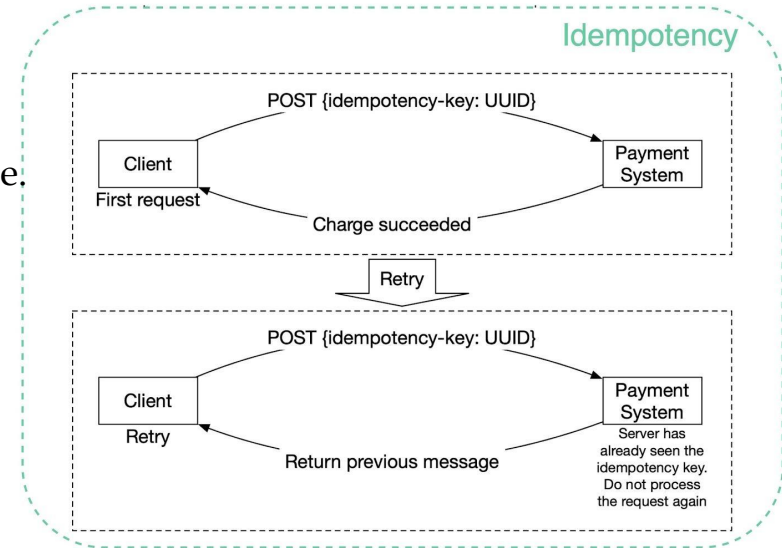 Idempotency
POST {idempotency-key: UUID}
Client
Payment
System
e.
First request
Charge succeeded
Retry
POST {idempotency-key: UUID}
Client
Payment
System
Retry
Server has
already seen the
idempotency key.
Do not process
the request again
Return previous message